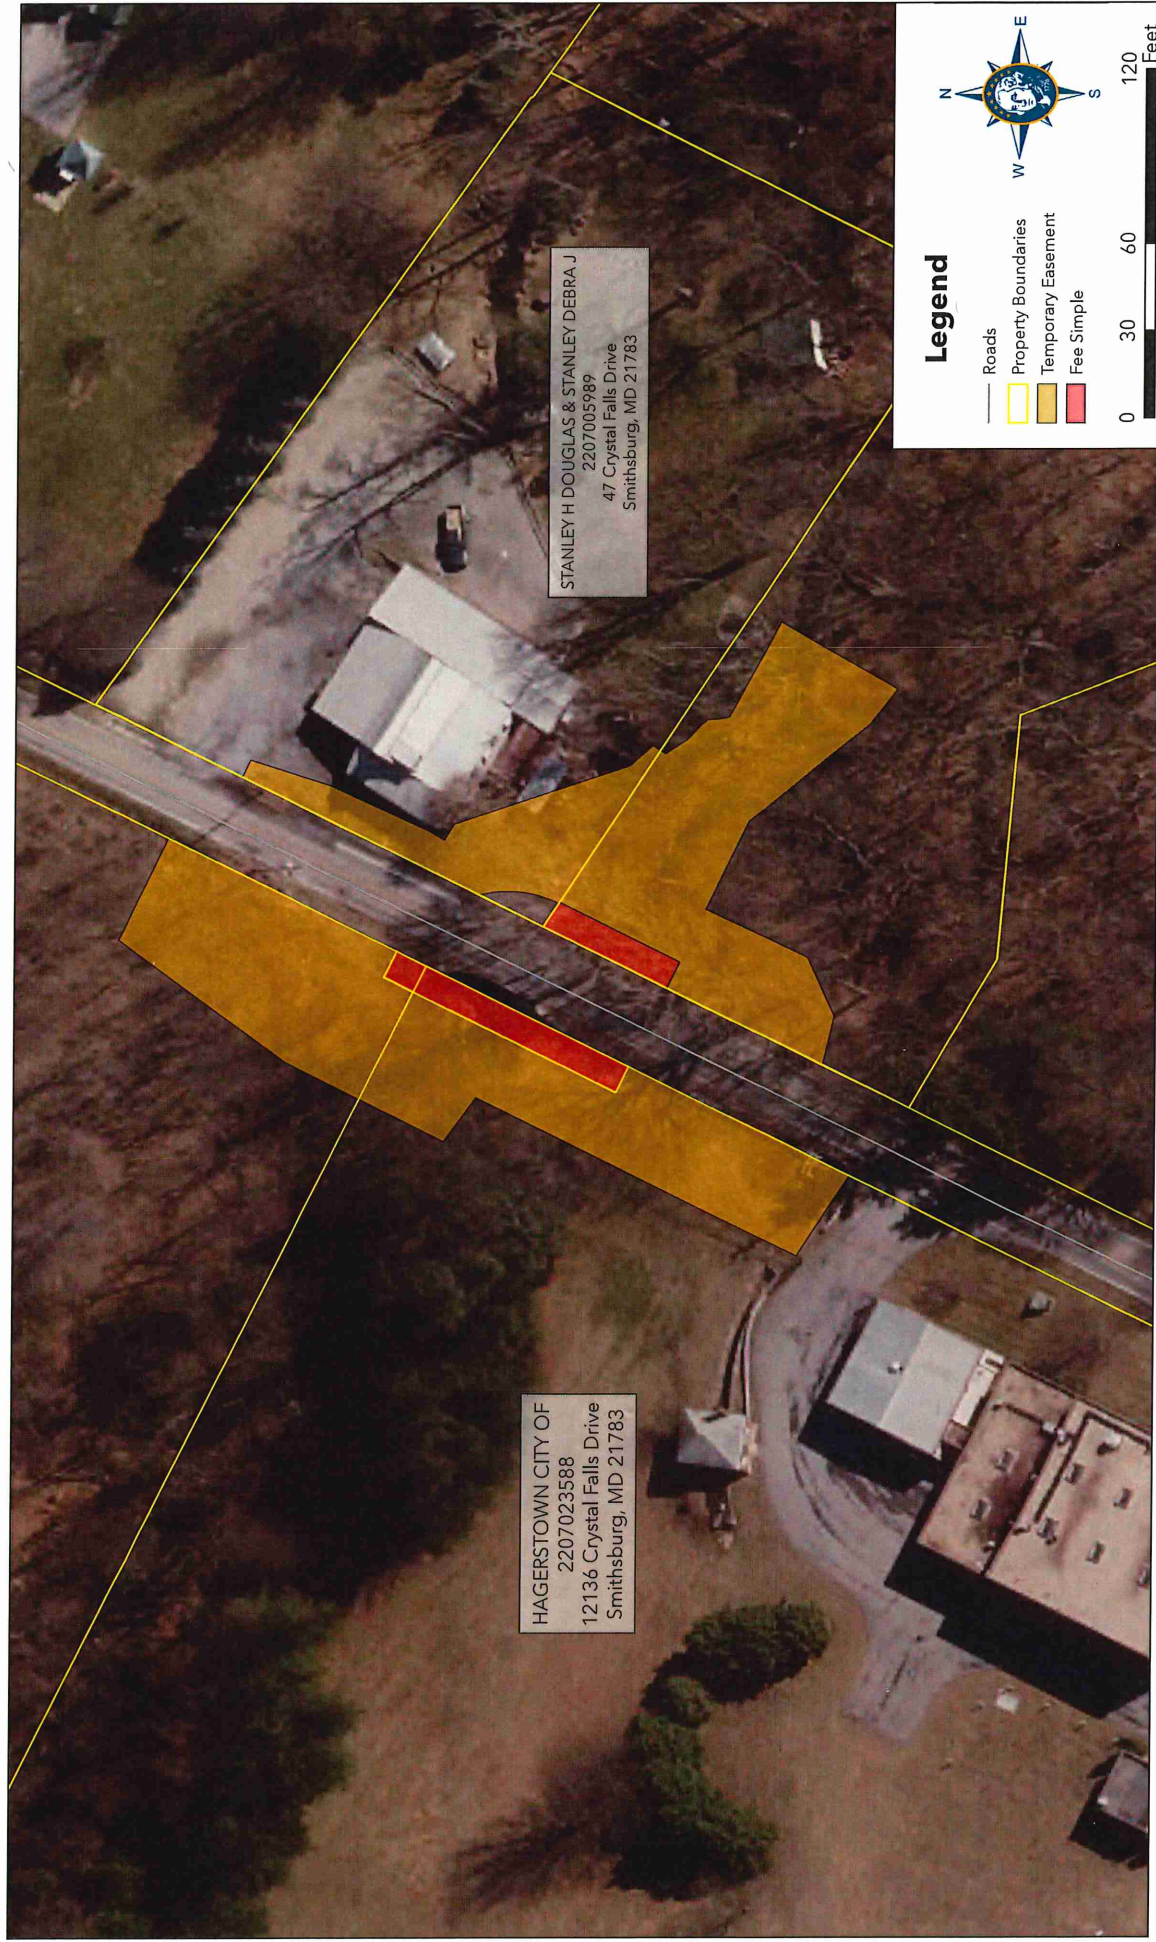 HAGERSTOWN CITY OF
2207023588
12136 Crystal Falls Drive
Smithsburg, MD 21783
STANLEY H DOUGLAS & STANLEY DEBRA J
2207005989
47 Crystal Falls Drive
Smithsburg, MD 21783
Legend
Roads
Property Boundaries
Temporary Easement
Fee Simple
N
W
E
S
1776
0 30 60 120
Feet